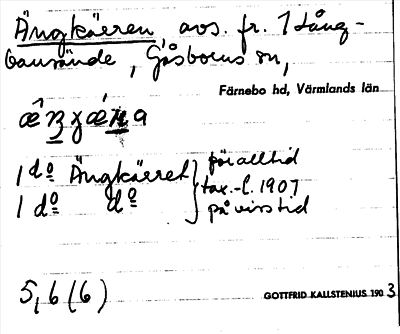 Ängkärren, avs. fr. 1 Lång-
bansände, Gåsborns sn,
Färnebo hd, Värmlands län
1 do Ängkärret } för alltid
tax.-l. 1907
1 do do på viss tid
5, 6 (6)
GOTTFRID KALLSTENIUS 1903